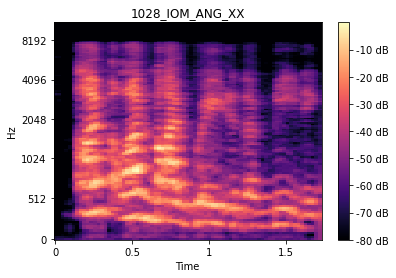 1028_IOM_ANG_XX
8192
4096
2048
1024
512
0
Hz
0
0.5
1
1.5
Time
-10 dB
-20 dB
-30 dB
-40 dB
-50 dB
-60 dB
-70 dB
-80 dB